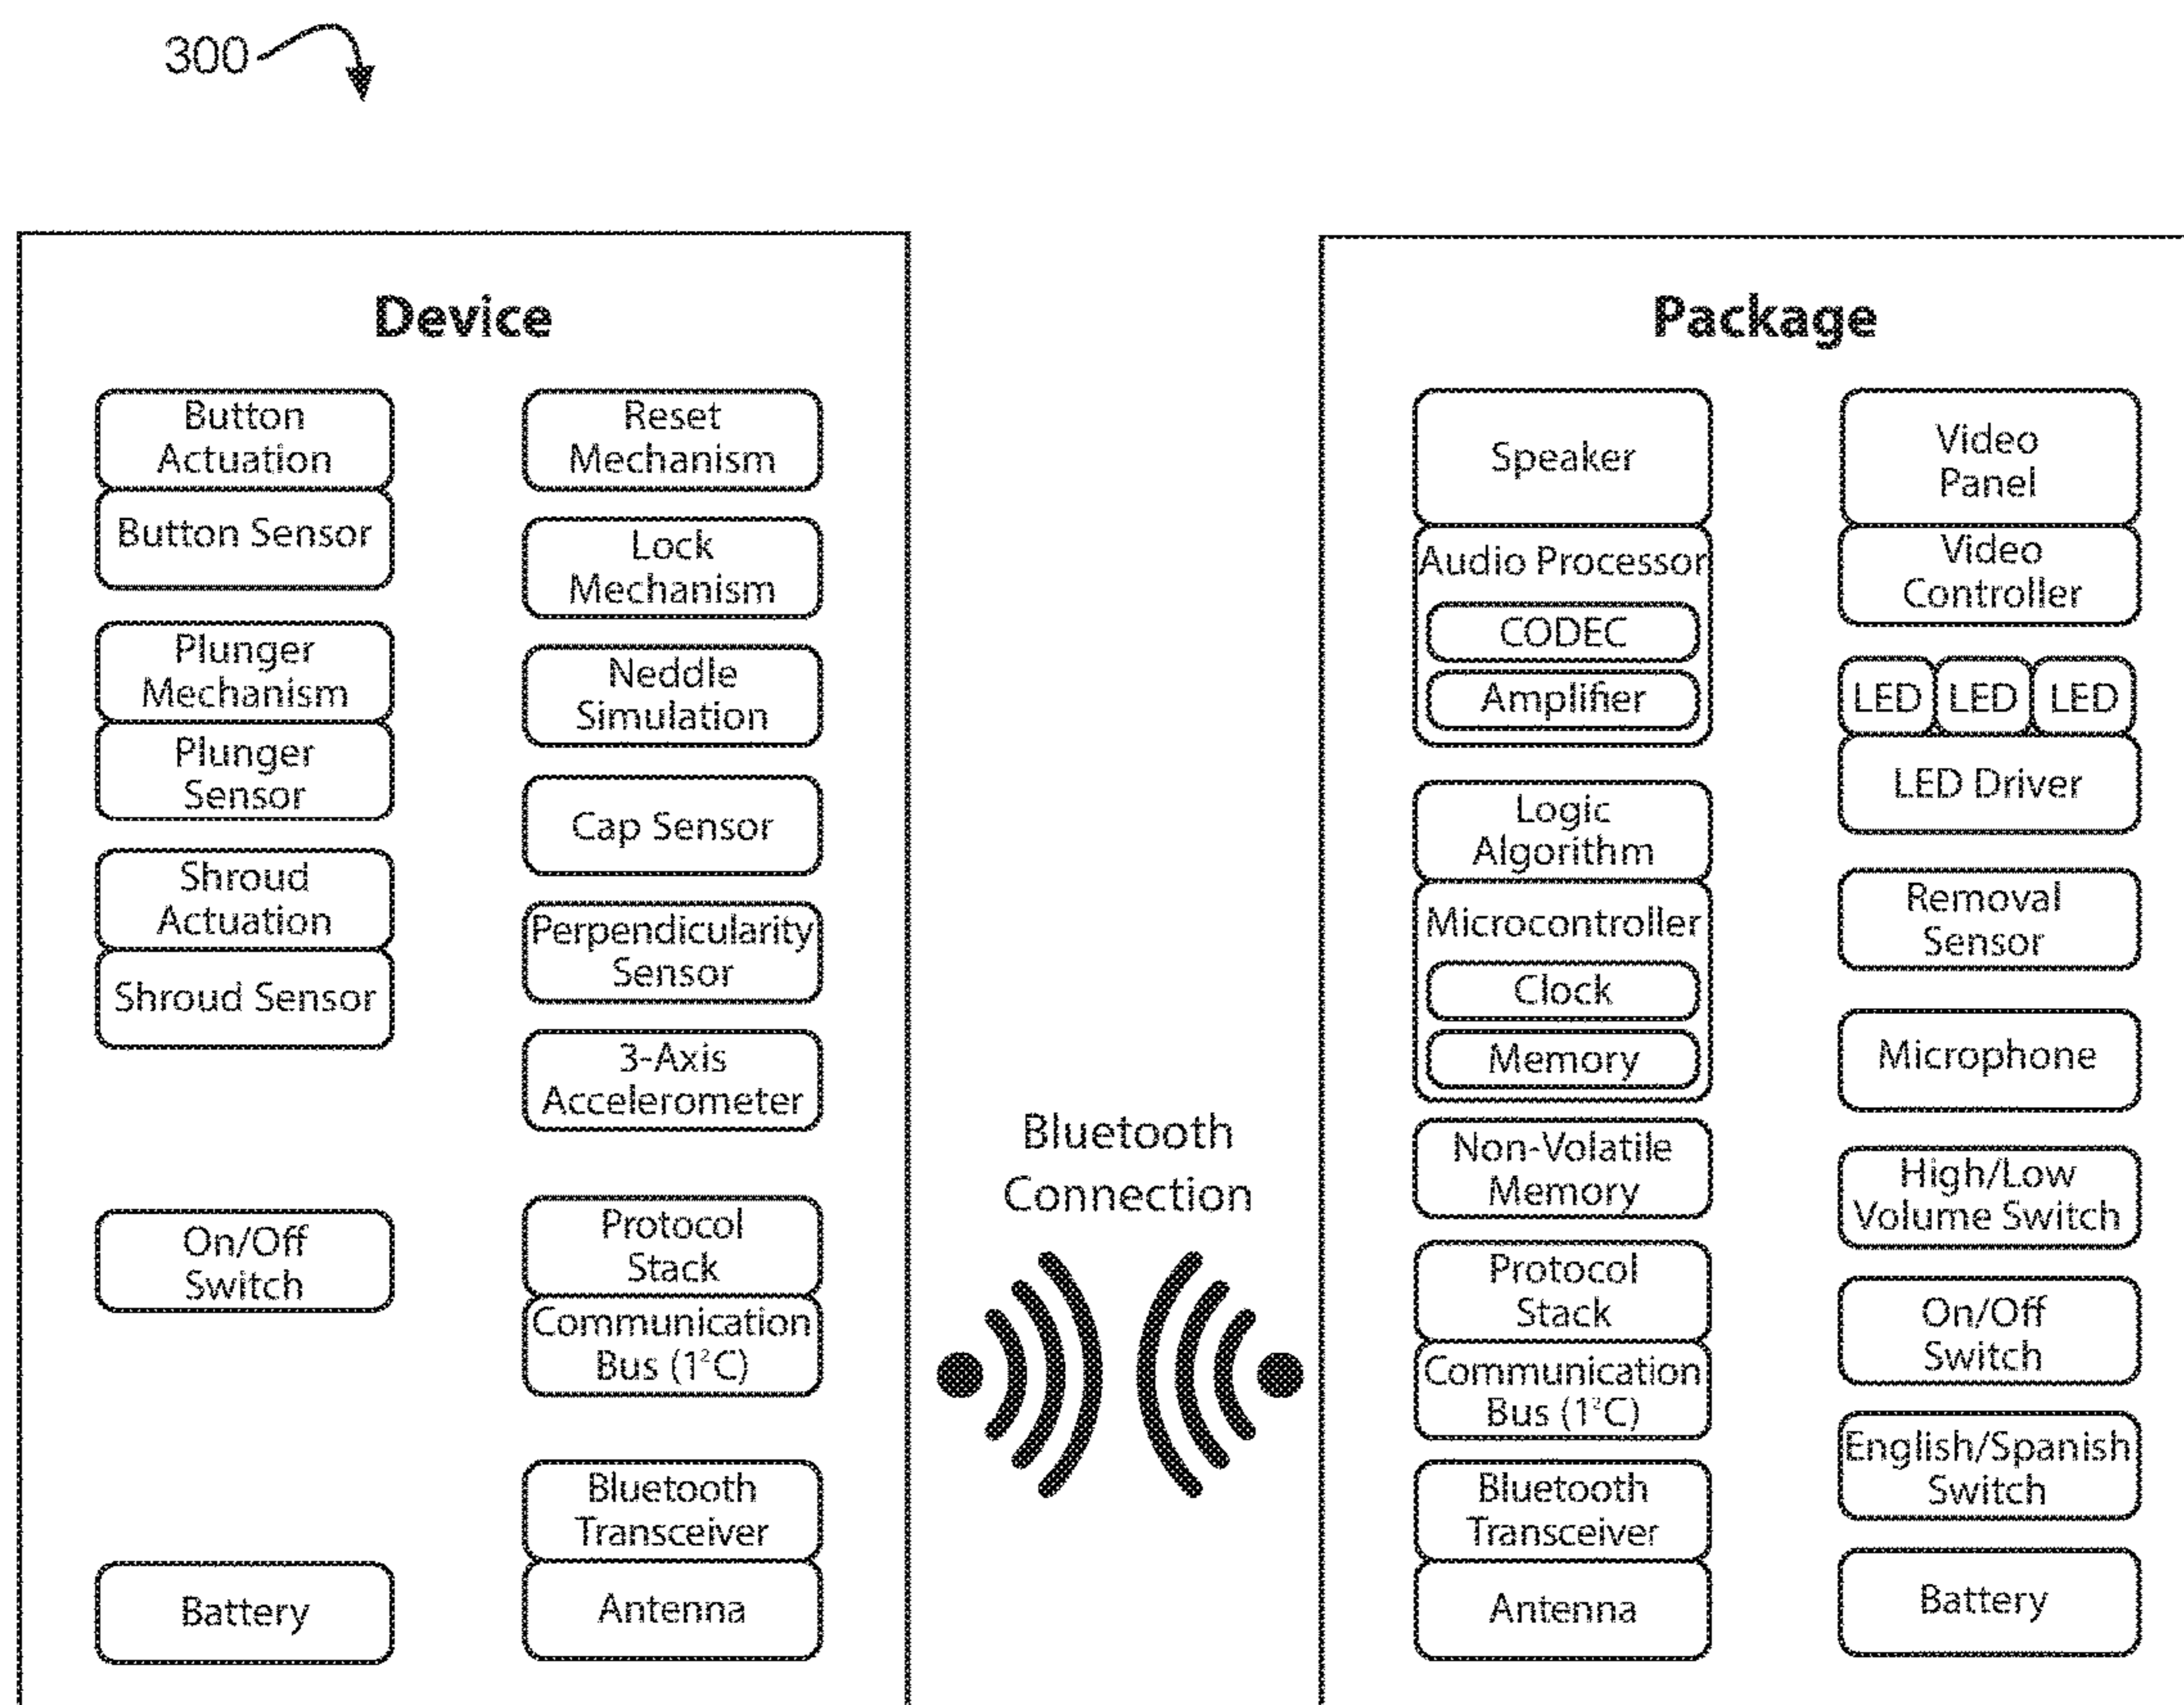 300
Device
Button
Actuation
Button Sensor
Plunger
Mechanism
Plunger
Sensor
Shroud
Actuation
Shroud Sensor
On/Off
Switch
Battery
Reset
Mechanism
Lock
Mechanism
Neddle
Simulation
Cap Sensor
Perpendicularity
Sensor
3-Axis
Accelerometer
Protocol
Stack
Communication
Bus (1²C)
Bluetooth
Transceiver
Antenna
Bluetooth
Connection
Package
Speaker
Audio Processor
CODEC
Amplifier
Logic
Algorithm
Microcontroller
Clock
Memory
Non-Volatile
Memory
Protocol
Stack
Communication
Bus (1²C)
Bluetooth
Transceiver
Antenna
Video
Panel
Video
Controller
LED LED LED
LED Driver
Removal
Sensor
Microphone
High/Low
Volume Switch
On/Off
Switch
English/Spanish
Switch
Battery